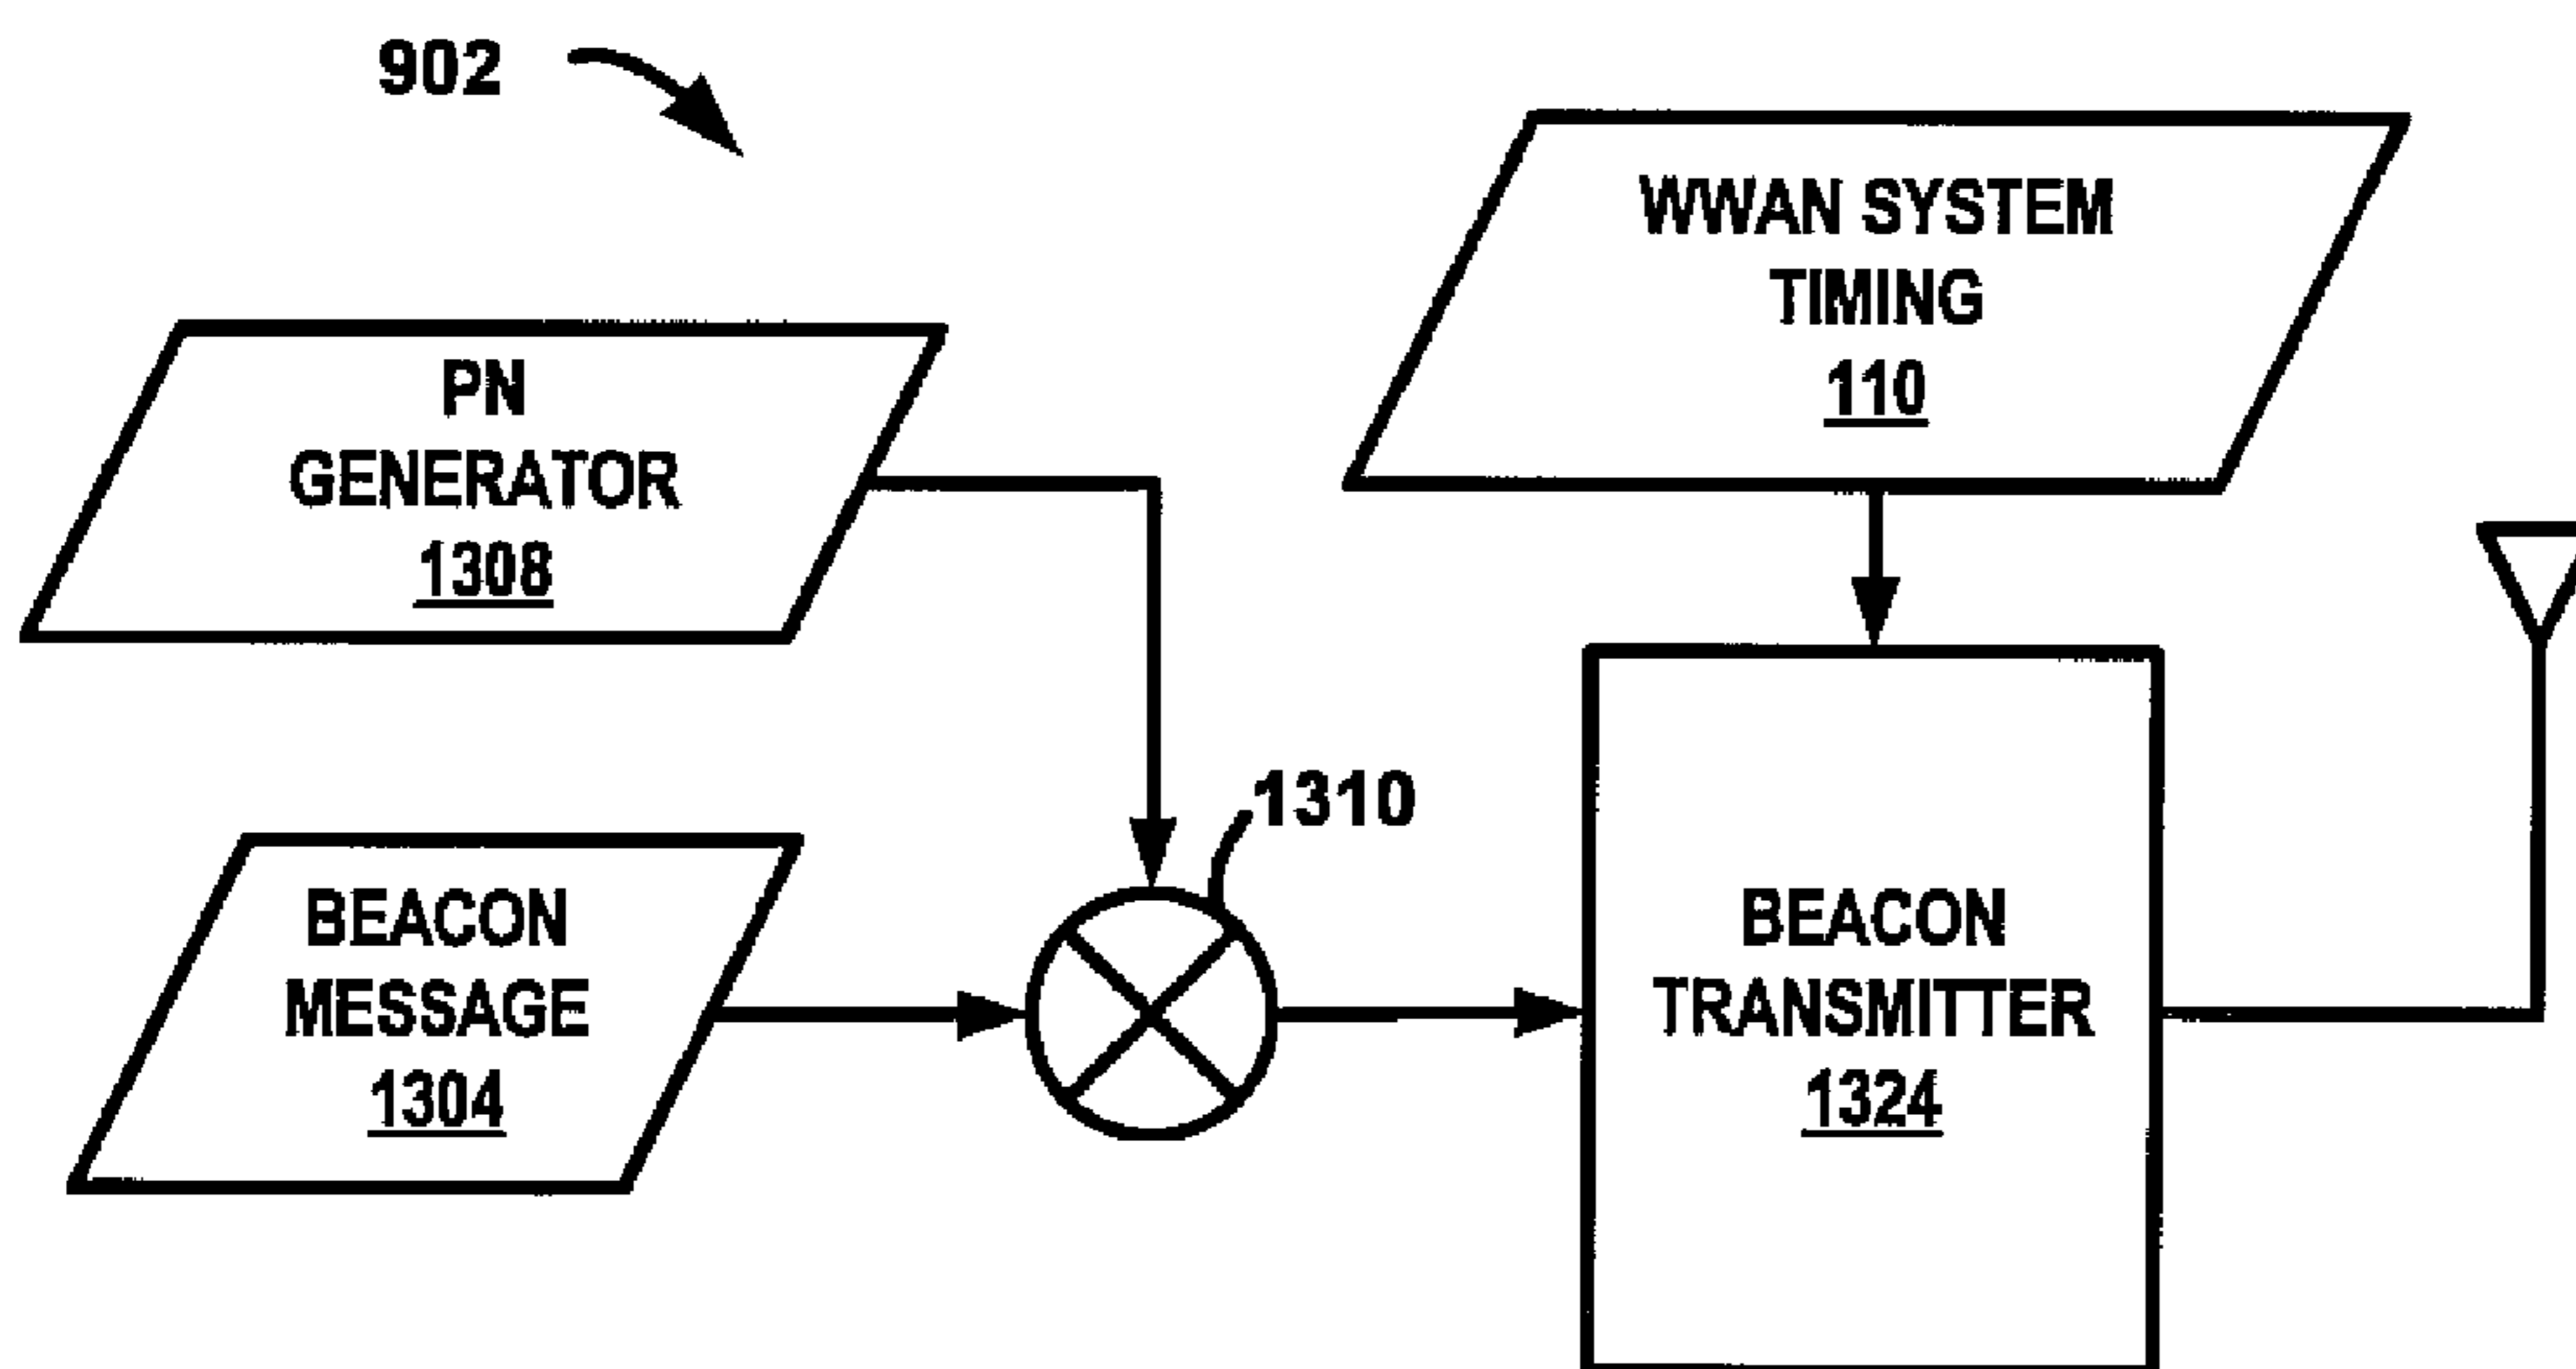 902
WWAN SYSTEM
TIMING
110
PN
GENERATOR
1308
1310
BEACON
MESSAGE
1304
BEACON
TRANSMITTER
1324